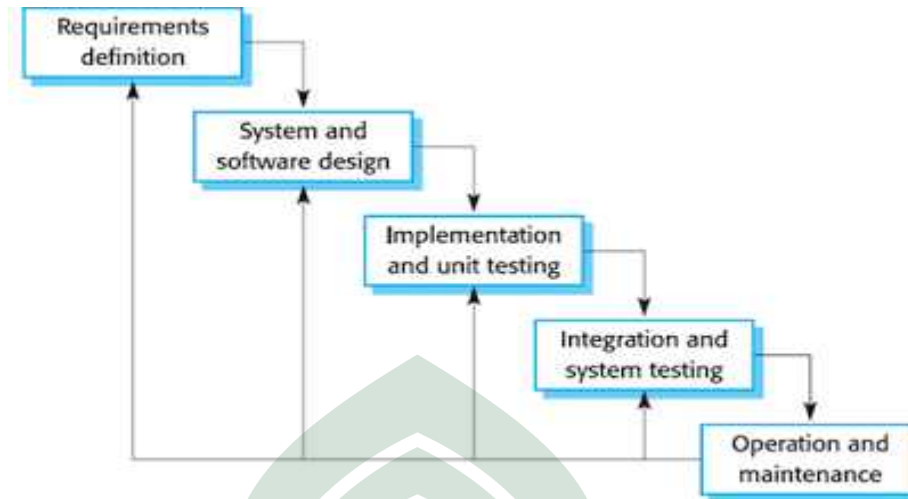 Requirements
definition
System and
software design
Implementation
and unit testing
Integration and
system testing
Operation and
maintenance